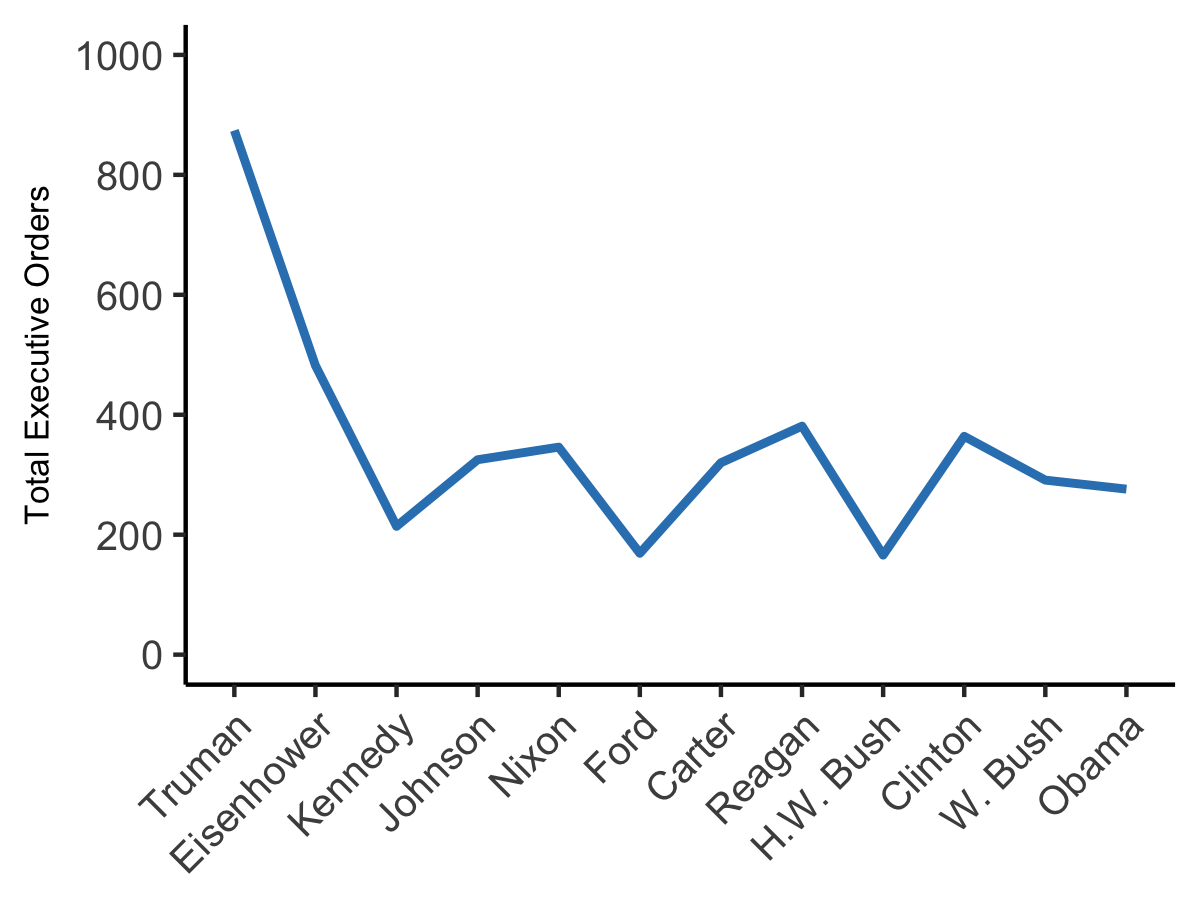 Total Executive Orders
1000
800
600
400
200
0
Truman
Eisenhower
Kennedy
Johnson
Nixon
Ford
Carter
Reagan
H.W. Bush
Clinton
W. Bush
Obama